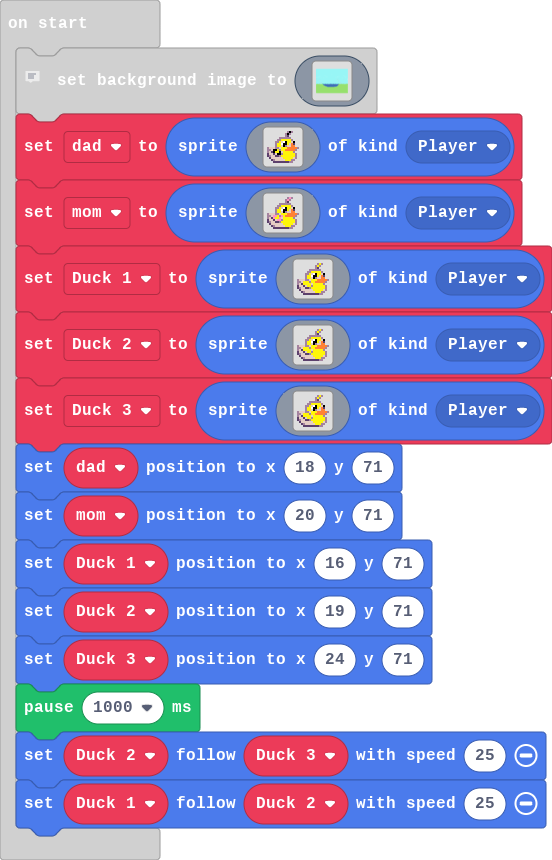 on start
set background image to
set dad to sprite of kind Player
set mom to sprite of kind Player
set Duck 1 to sprite of kind Player
set Duck 2 to sprite of kind Player
set Duck 3 to sprite of kind Player
set dad position to x 18 y 71
set mom position to x 20 y 71
set Duck 1 position to x 16 y 71
set Duck 2 position to x 19 y 71
set Duck 3 position to x 24 y 71
pause 1000 ms
set Duck 2 follow Duck 3 with speed 25
set Duck 1 follow Duck 2 with speed 25